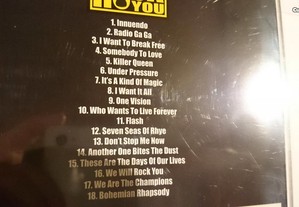 YOU
1. Innuendo
2. Radio Ga Ga
3. I Want To Break Free
4. Somebody To Love
5. Killer Queen
6. Under Pressure
7. It's A Kind Of Magic
8. I Want It All
9. One Vision
10. Who Wants To Live Forever
11. Flash
12. Seven Seas Of Rhye
13. Don't Stop Me Now
14. Another One Bites The Dust
15. These Are The Days Of Our Lives
16. We Will Rock You
17. We Are The Champions
18. Bohemian Rhapsody